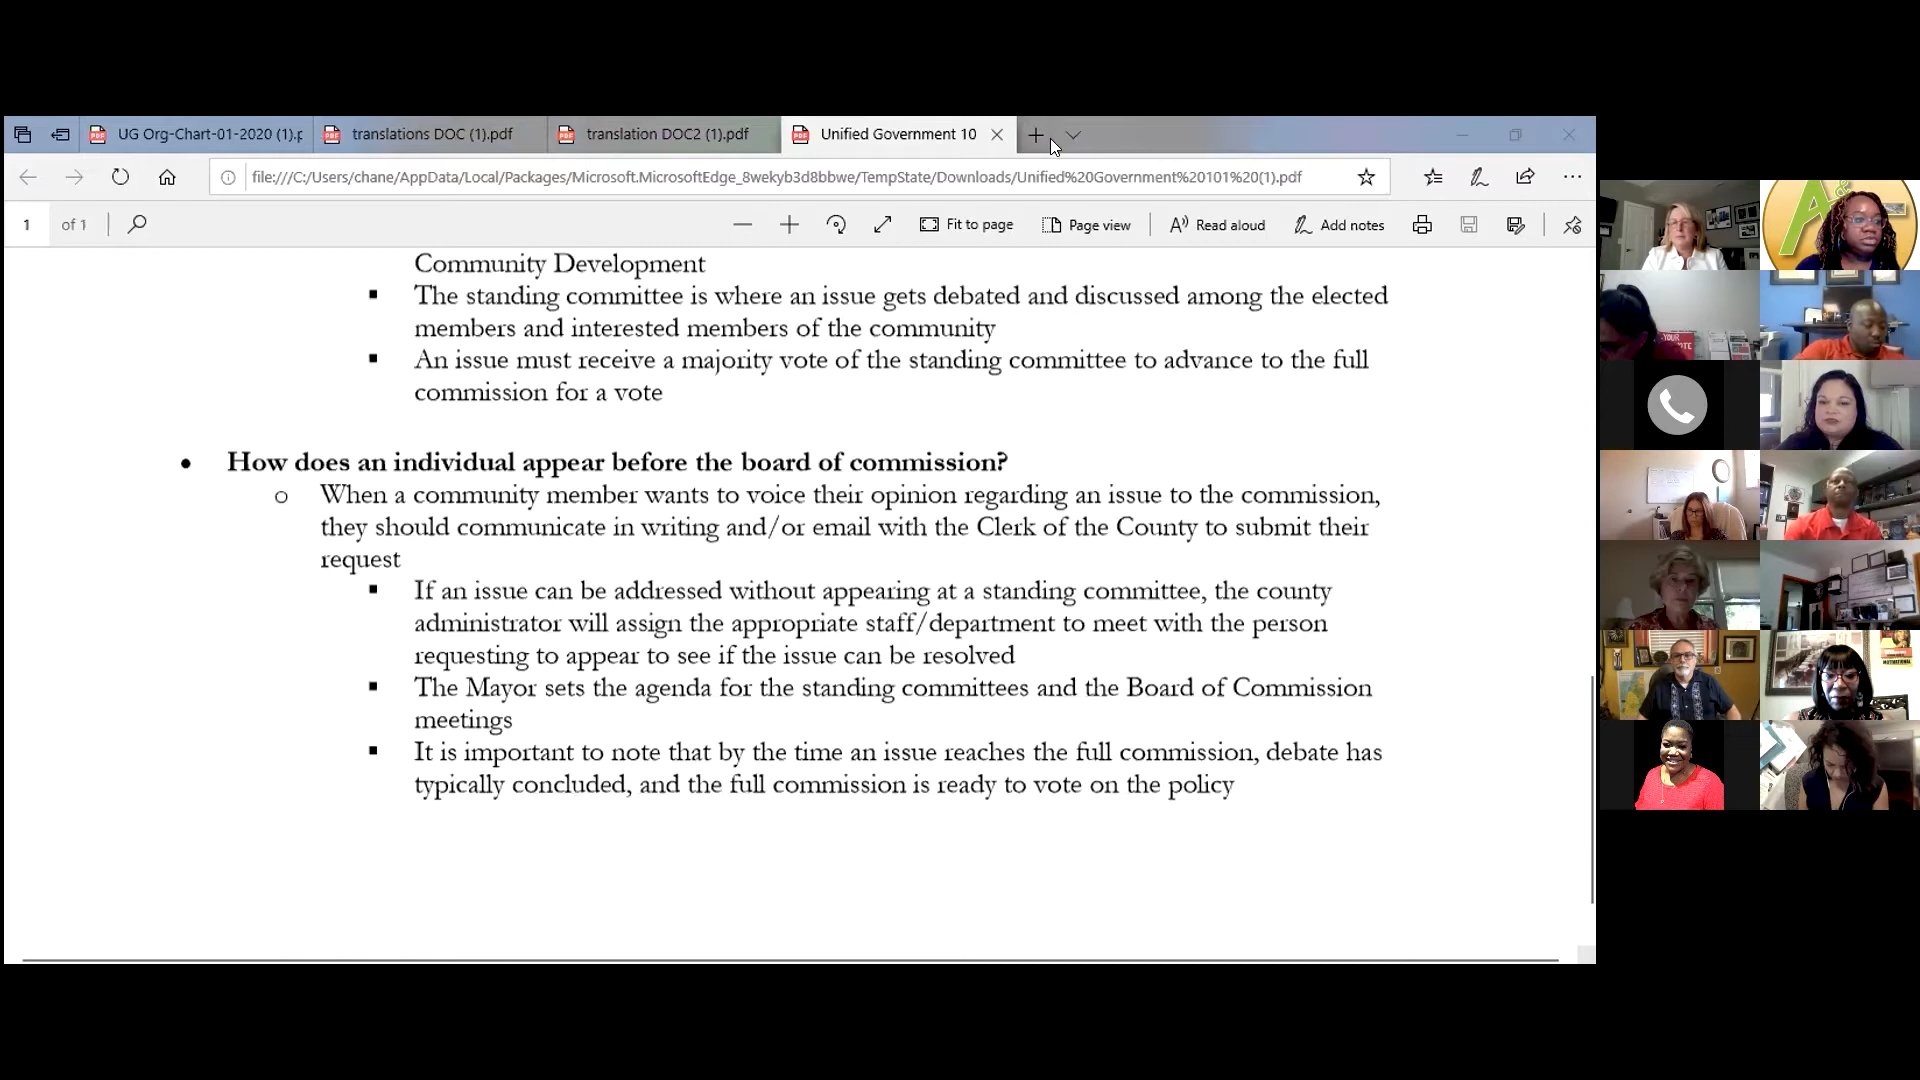 UG Org-Chart-01-2020 (1).p
translations DOC (1).pdf
translation DOC2 (1).pdf
Unified Government 10
file:///C:/Users/chane/AppData/Local/Packages/Microsoft.MicrosoftEdge_8wekyb3d8bbwe/TempState/Downloads/Unified%20Government%20101%20(1).pdf
1 of 1
Fit to page
Page view
Read aloud
Add notes
Community Development
▪ The standing committee is where an issue gets debated and discussed among the elected
members and interested members of the community
▪ An issue must receive a majority vote of the standing committee to advance to the full
commission for a vote
• How does an individual appear before the board of commission?
o When a community member wants to voice their opinion regarding an issue to the commission,
they should communicate in writing and/or email with the Clerk of the County to submit their
request
▪ If an issue can be addressed without appearing at a standing committee, the county
administrator will assign the appropriate staff/department to meet with the person
requesting to appear to see if the issue can be resolved
▪ The Mayor sets the agenda for the standing committees and the Board of Commission
meetings
▪ It is important to note that by the time an issue reaches the full commission, debate has
typically concluded, and the full commission is ready to vote on the policy